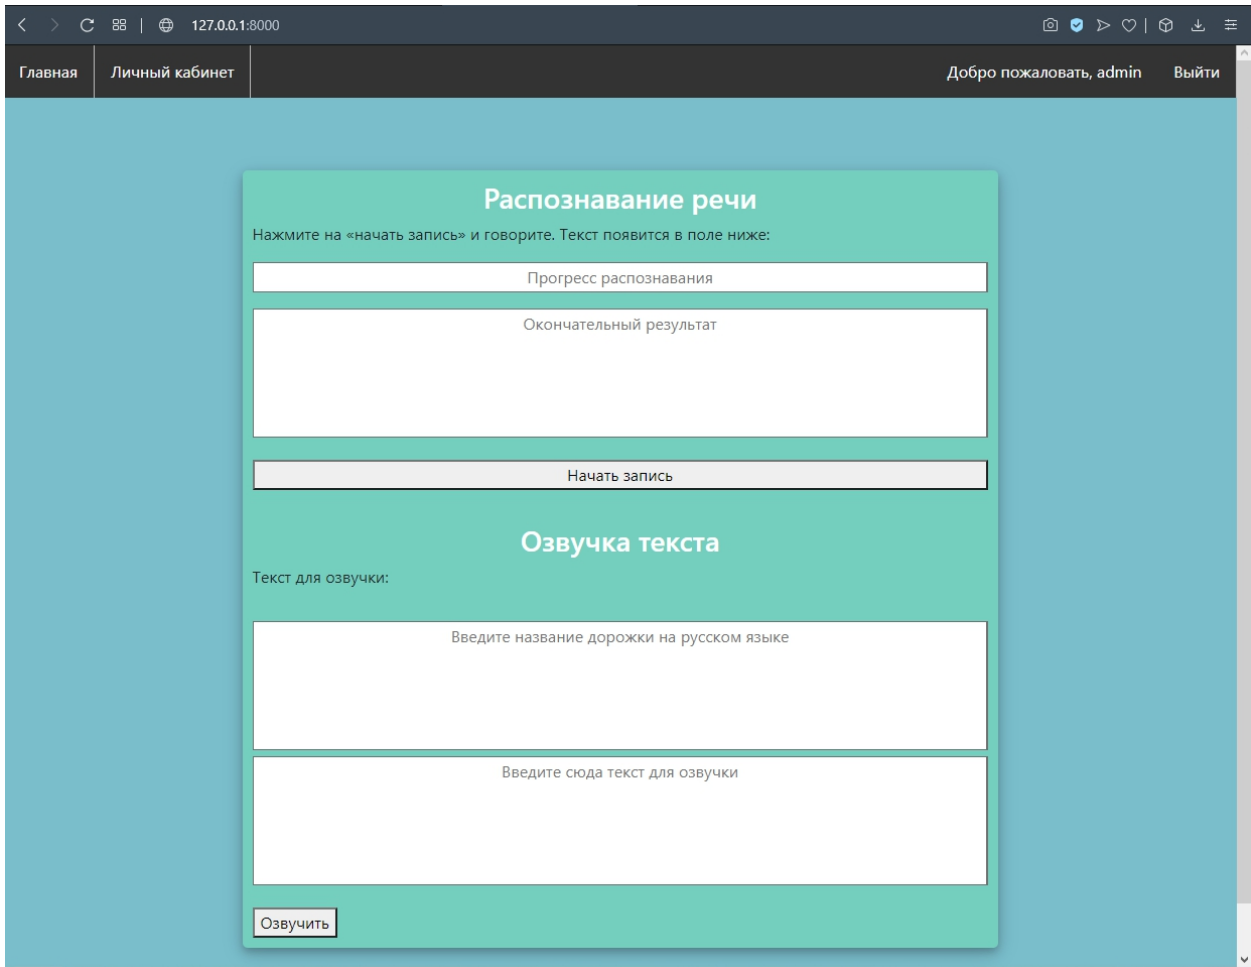 127.0.0.1:8000
Главная Личный кабинет Добро пожаловать, admin Выйти
Распознавание речи
Нажмите на «начать запись» и говорите. Текст появится в поле ниже:
Прогресс распознавания
Окончательный результат
Начать запись
Озвучка текста
Текст для озвучки:
Введите название дорожки на русском языке
Введите сюда текст для озвучки
Озвучить